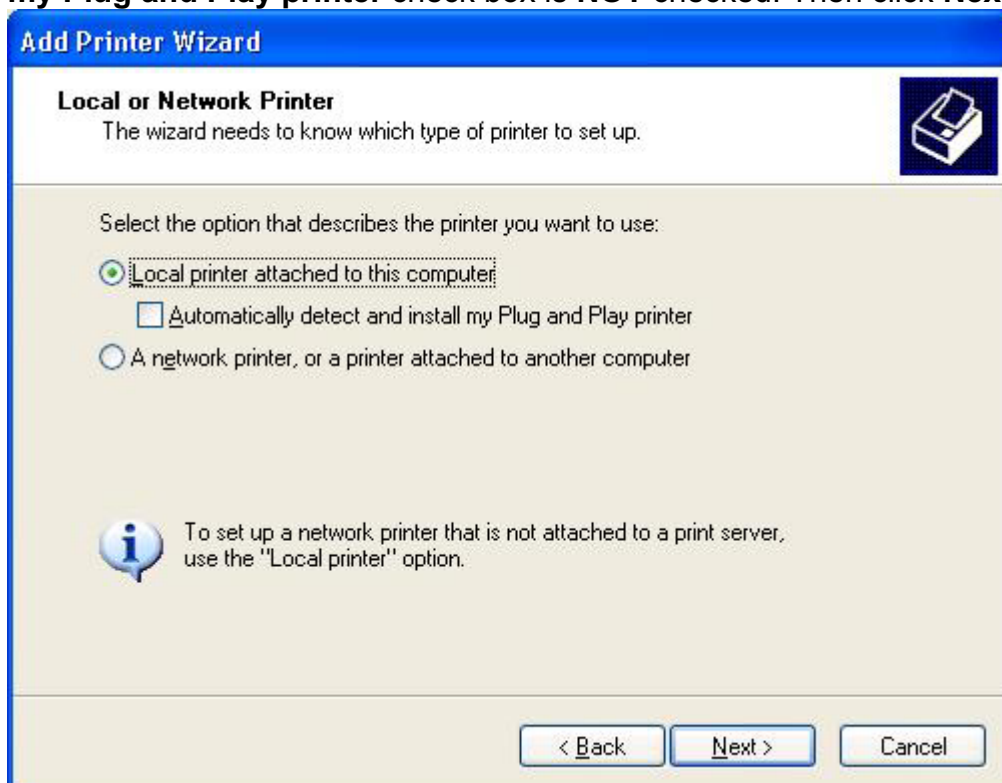 my Plug and Play printer check box is NOT checked. Then click Nex
Add Printer Wizard
Local or Network Printer
The wizard needs to know which type of printer to set up.
Select the option that describes the printer you want to use:
Local printer attached to this computer
Automatically detect and install my Plug and Play printer
A network printer, or a printer attached to another computer
To set up a network printer that is not attached to a print server,
use the "Local printer" option.
< Back Next > Cancel